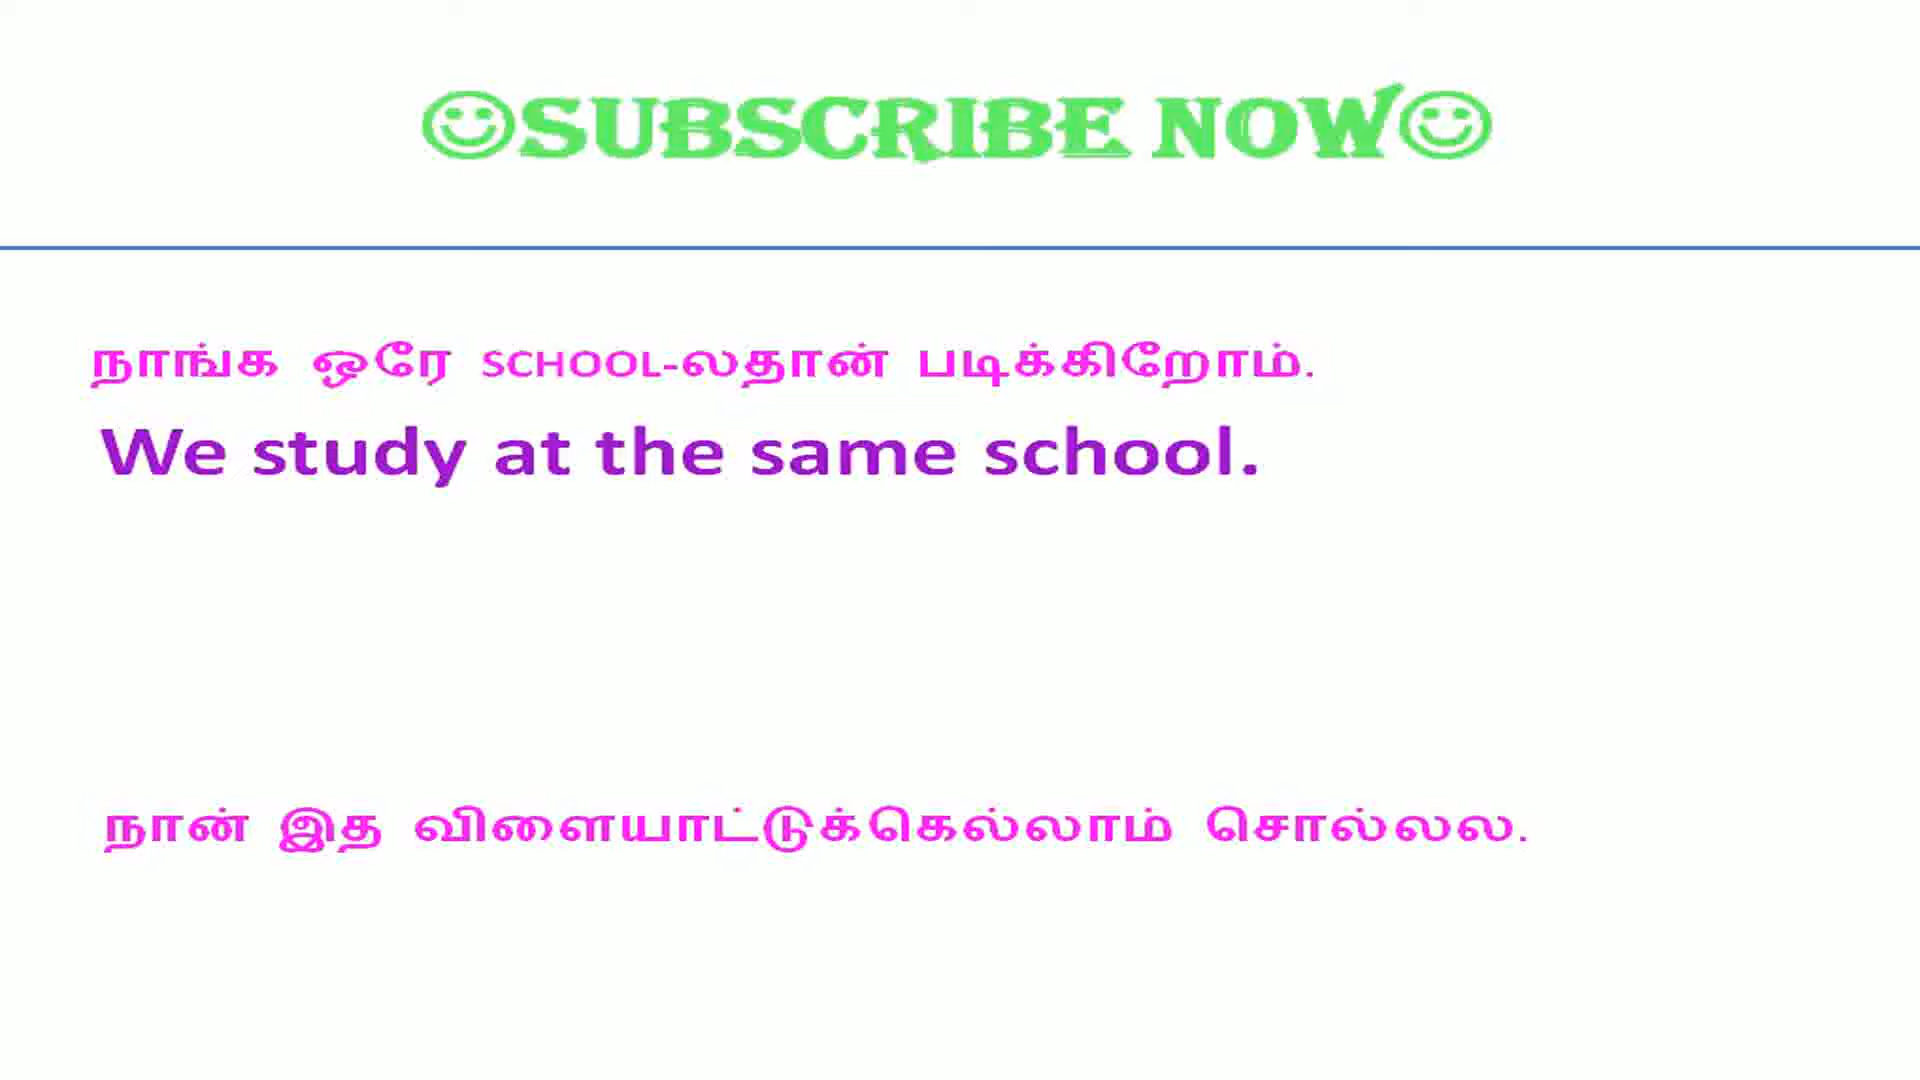 ☺SUBSCRIBE NOW☺
நாங்க ஒரே SCHOOL-லதான் படிக்கிறோம்.
We study at the same school.
நான் இத விளையாட்டுக்கெல்லாம் சொல்லல.